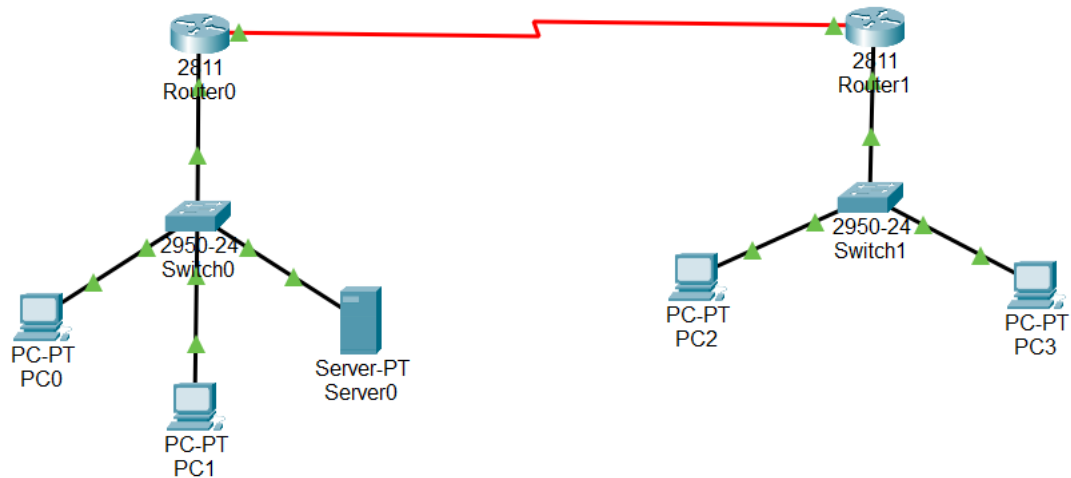 2811
Router0
2811
Router1
2950-24
Switch0
2950-24
Switch1
PC-PT
PC0
PC-PT
PC1
Server-PT
Server0
PC-PT
PC2
PC-PT
PC3